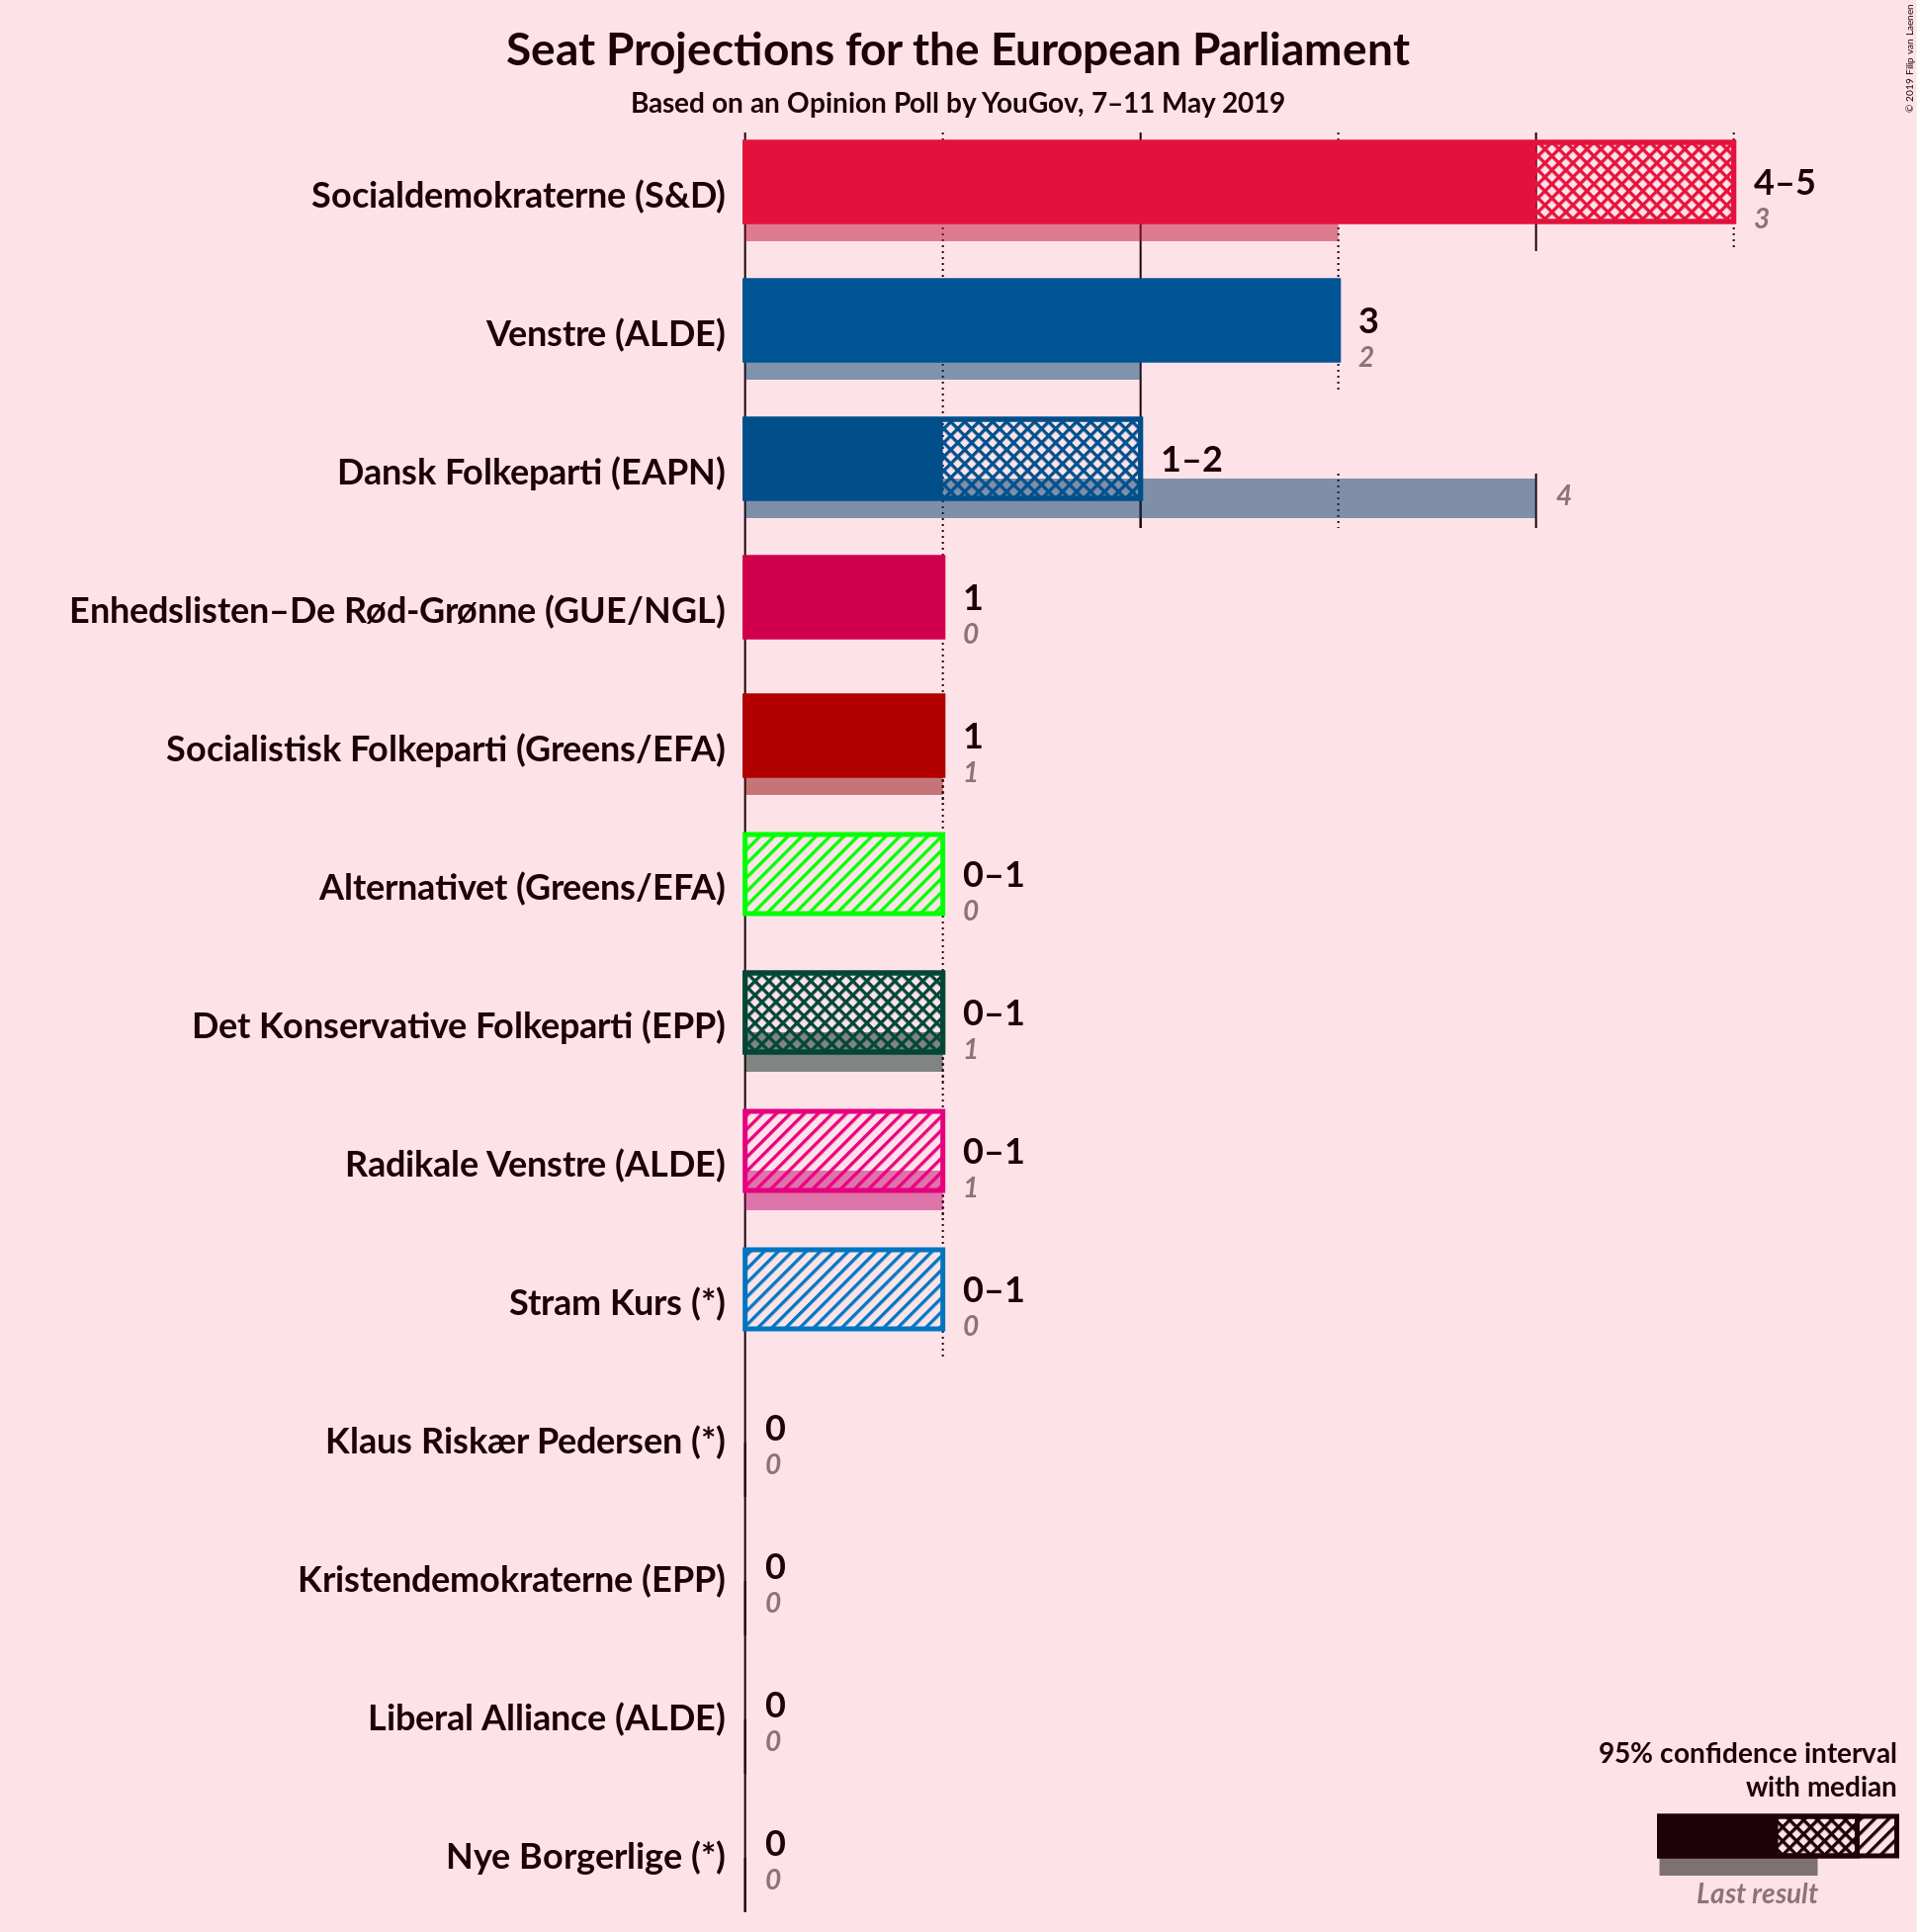 Seat Projections for the European Parliament
Based on an Opinion Poll by YouGov, 7–11 May 2019
© 2019 Filip van Laenen
Socialdemokraterne (S&D)
4–5
3
Venstre (ALDE)
3
2
Dansk Folkeparti (EAPN)
1–2
4
Enhedslisten–De Rød-Grønne (GUE/NGL)
1
0
Socialistisk Folkeparti (Greens/EFA)
1
1
Alternativet (Greens/EFA)
0–1
0
Det Konservative Folkeparti (EPP)
0–1
1
Radikale Venstre (ALDE)
0–1
1
Stram Kurs (*)
0–1
0
Klaus Riskær Pedersen (*)
0
0
Kristendemokraterne (EPP)
0
0
Liberal Alliance (ALDE)
0
0
Nye Borgerlige (*)
0
0
95% confidence interval
with median
Last result